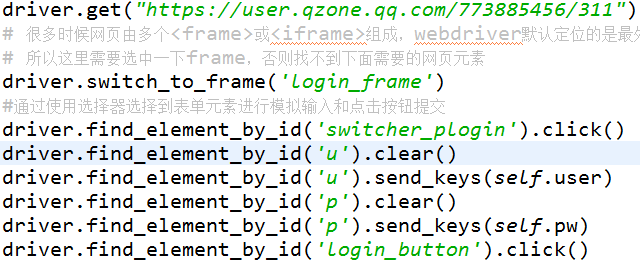 driver.get("https://user.qzone.qq.com/773885456/311")
# 很多时候网页由多个<frame>或<iframe>组成，webdriver默认定位的是最外
# 所以这里需要选中一下frame，否则找不到下面需要的网页元素
driver.switch_to_frame('login_frame')
#通过使用选择器选择到表单元素进行模拟输入和点击按钮提交
driver.find_element_by_id('switcher_plogin').click()
driver.find_element_by_id('u').clear()
driver.find_element_by_id('u').send_keys(self.user)
driver.find_element_by_id('p').clear()
driver.find_element_by_id('p').send_keys(self.pw)
driver.find_element_by_id('login_button').click()